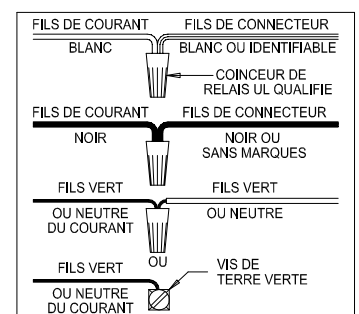 FILS DE COURANT FILS DE CONNECTEUR
BLANC BLANC OU IDENTIFIABLE
COINCEUR DE
RELAIS UL QUALIFIE
FILS DE COURANT FILS DE CONNECTEUR
NOIR NOIR OU
SANS MARQUES
FILS VERT FILS VERT
OU NEUTRE OU NEUTRE
DU COURANT
OU
FILS VERT VIS DE
TERRE VERTE
OU NEUTRE
DU COURANT